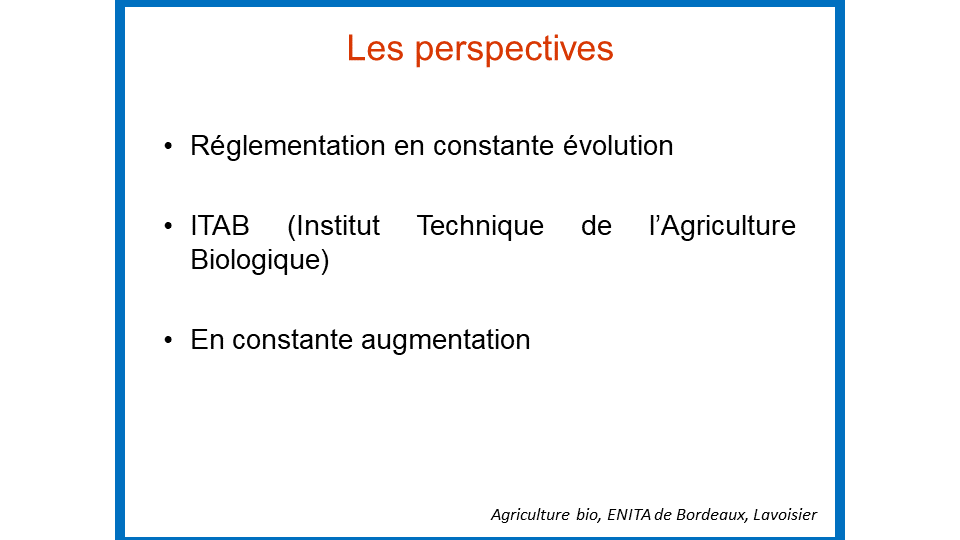 Les perspectives
• Réglementation en constante évolution
• ITAB (Institut Technique de l’Agriculture
Biologique)
• En constante augmentation
Agriculture bio, ENITA de Bordeaux, Lavoisier